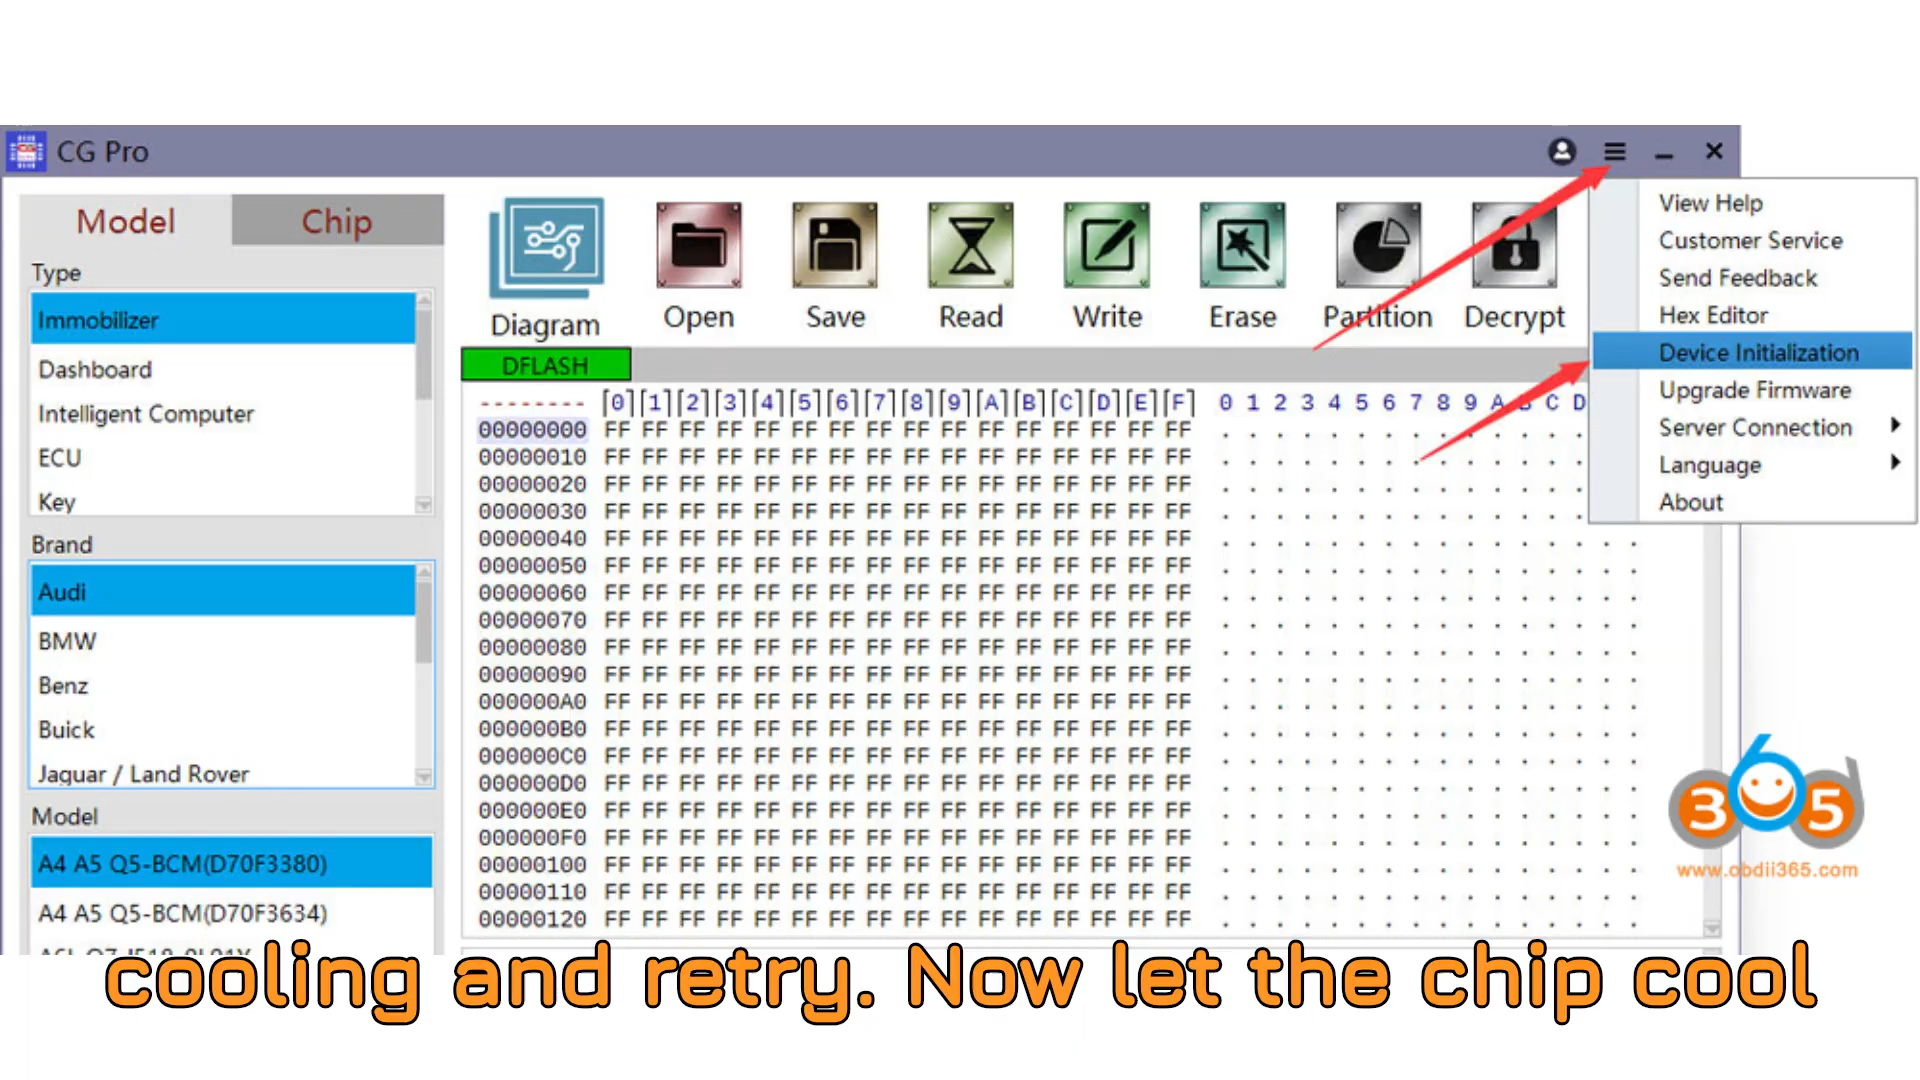 CG Pro
Model Chip
Type
Immobilizer
Dashboard
Intelligent Computer
ECU
Key
Brand
Audi
BMW
Benz
Buick
Jaguar / Land Rover
Model
A4 A5 Q5-BCM(D70F3380)
A4 A5 Q5-BCM(D70F3634)
Diagram Open Save Read Write Erase Partition Decrypt
View Help
Customer Service
Send Feedback
Hex Editor
Device Initialization
Upgrade Firmware
Server Connection
Language
About
DFLASH
-------- [0][1][2][3][4][5][6][7][8][9][A][B][C][D][E][F] 0 1 2 3 4 5 6 7 8 9 A B C D
00000000 FF FF FF FF FF FF FF FF FF FF FF FF FF FF FF FF
00000010 FF FF FF FF FF FF FF FF FF FF FF FF FF FF FF FF
00000020 FF FF FF FF FF FF FF FF FF FF FF FF FF FF FF FF
00000030 FF FF FF FF FF FF FF FF FF FF FF FF FF FF FF FF
00000040 FF FF FF FF FF FF FF FF FF FF FF FF FF FF FF FF
00000050 FF FF FF FF FF FF FF FF FF FF FF FF FF FF FF FF
00000060 FF FF FF FF FF FF FF FF FF FF FF FF FF FF FF FF
00000070 FF FF FF FF FF FF FF FF FF FF FF FF FF FF FF FF
00000080 FF FF FF FF FF FF FF FF FF FF FF FF FF FF FF FF
00000090 FF FF FF FF FF FF FF FF FF FF FF FF FF FF FF FF
000000A0 FF FF FF FF FF FF FF FF FF FF FF FF FF FF FF FF
000000B0 FF FF FF FF FF FF FF FF FF FF FF FF FF FF FF FF
000000C0 FF FF FF FF FF FF FF FF FF FF FF FF FF FF FF FF
000000D0 FF FF FF FF FF FF FF FF FF FF FF FF FF FF FF FF
000000E0 FF FF FF FF FF FF FF FF FF FF FF FF FF FF FF FF
000000F0 FF FF FF FF FF FF FF FF FF FF FF FF FF FF FF FF
00000100 FF FF FF FF FF FF FF FF FF FF FF FF FF FF FF FF
00000110 FF FF FF FF FF FF FF FF FF FF FF FF FF FF FF FF
00000120 FF FF FF FF FF FF FF FF FF FF FF FF FF FF FF FF
365
www.obdii365.com
cooling and retry. Now let the chip cool